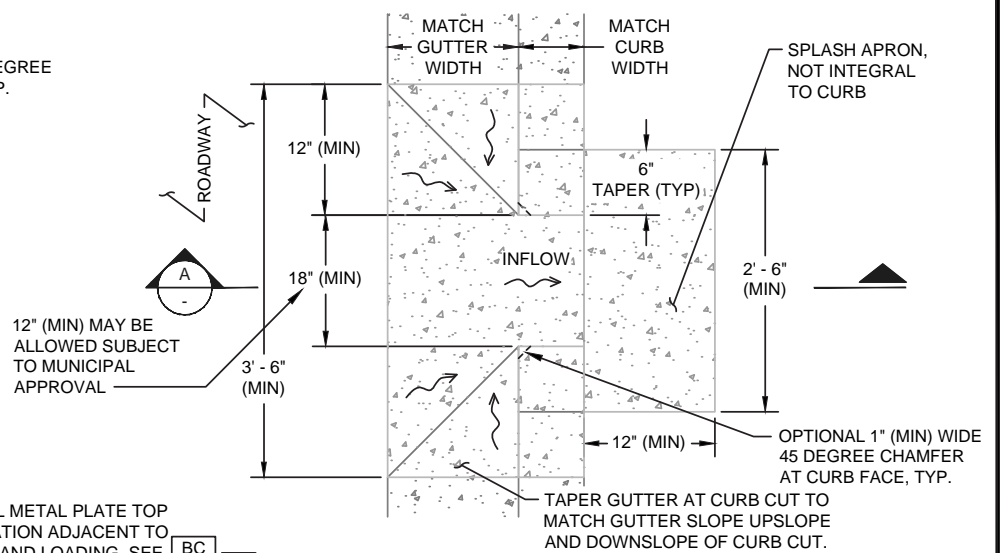 MATCH
GUTTER
WIDTH
MATCH
CURB
WIDTH
SPLASH APRON,
NOT INTEGRAL
TO CURB
EGREE
P.
ROADWAY
12" (MIN)
6"
TAPER (TYP)
INFLOW
18" (MIN)
2' - 6"
(MIN)
A
-
12" (MIN) MAY BE
ALLOWED SUBJECT
TO MUNICIPAL
APPROVAL
3' - 6"
(MIN)
12" (MIN)
OPTIONAL 1" (MIN) WIDE
45 DEGREE CHAMFER
AT CURB FACE, TYP.
TAPER GUTTER AT CURB CUT TO
MATCH GUTTER SLOPE UPSLOPE
AND DOWNSLOPE OF CURB CUT.
METAL PLATE TOP
ADJACENT TO
AND LOADING. SEE
BC